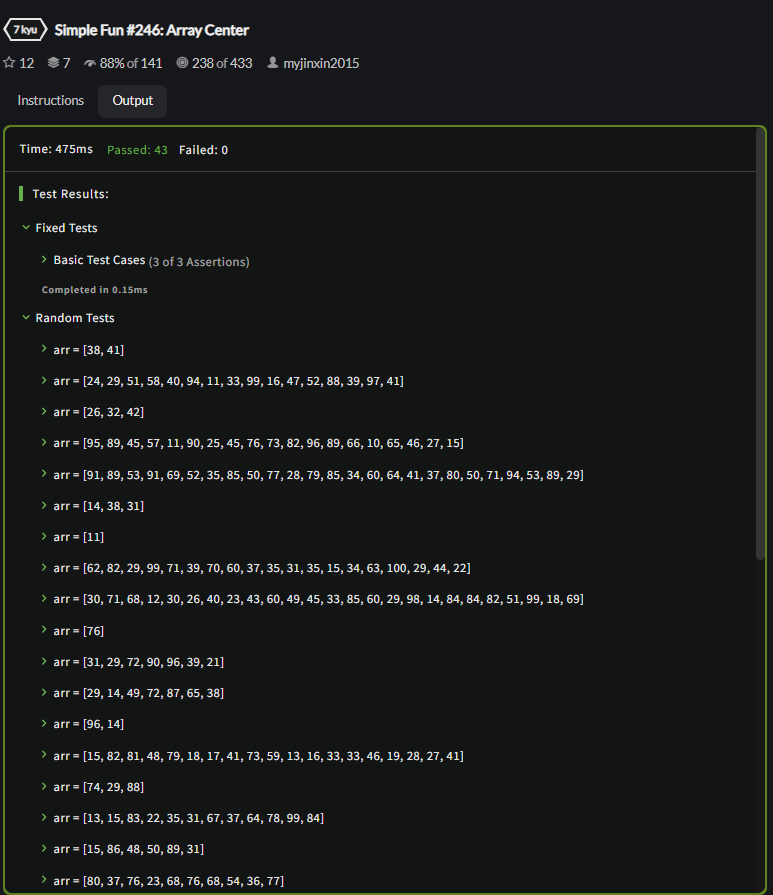 7 kyu Simple Fun #246: Array Center
12 7 88% of 141 238 of 433 myjinxin2015
Instructions Output
Time: 475ms Passed: 43 Failed: 0
Test Results:
Fixed Tests
Basic Test Cases (3 of 3 Assertions)
Completed in 0.15ms
Random Tests
arr = [38, 41]
arr = [24, 29, 51, 58, 40, 94, 11, 33, 99, 16, 47, 52, 88, 39, 97, 41]
arr = [26, 32, 42]
arr = [95, 89, 45, 57, 11, 90, 25, 45, 76, 73, 82, 96, 89, 66, 10, 65, 46, 27, 15]
arr = [91, 89, 53, 91, 69, 52, 35, 85, 50, 77, 28, 79, 85, 34, 60, 64, 41, 37, 80, 50, 71, 94, 53, 89, 29]
arr = [14, 38, 31]
arr = [11]
arr = [62, 82, 29, 99, 71, 39, 70, 60, 37, 35, 31, 35, 15, 34, 63, 100, 29, 44, 22]
arr = [30, 71, 68, 12, 30, 26, 40, 23, 43, 60, 49, 45, 33, 85, 60, 29, 98, 14, 84, 84, 82, 51, 99, 18, 69]
arr = [76]
arr = [31, 29, 72, 90, 96, 39, 21]
arr = [29, 14, 49, 72, 87, 65, 38]
arr = [96, 14]
arr = [15, 82, 81, 48, 79, 18, 17, 41, 73, 59, 13, 16, 33, 33, 46, 19, 28, 27, 41]
arr = [74, 29, 88]
arr = [13, 15, 83, 22, 35, 31, 67, 37, 64, 78, 99, 84]
arr = [15, 86, 48, 50, 89, 31]
arr = [80, 37, 76, 23, 68, 76, 68, 54, 36, 77]